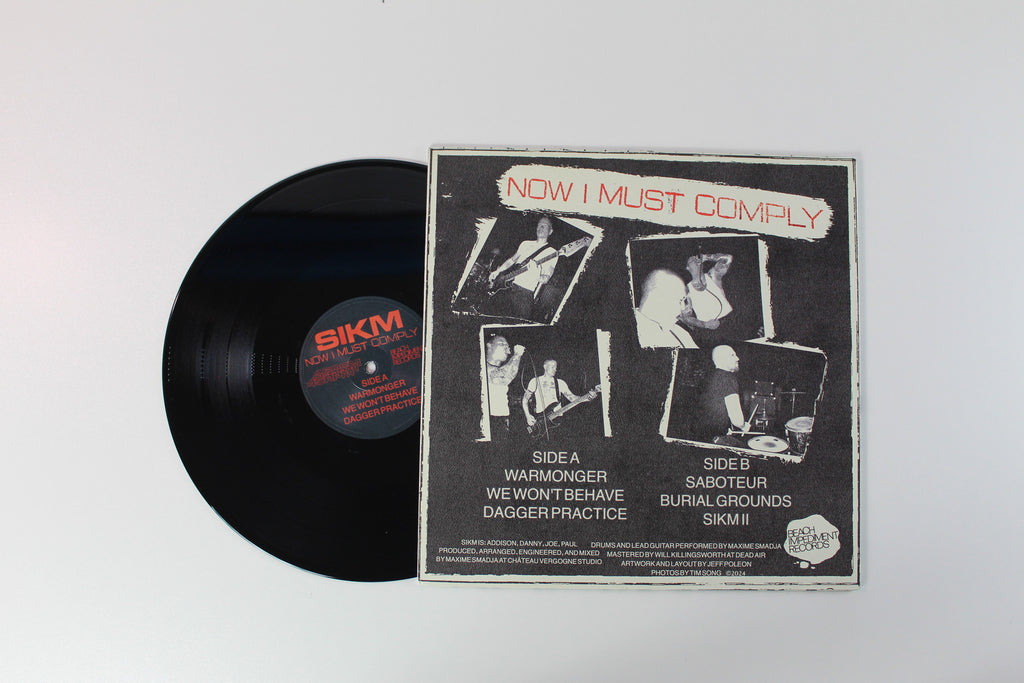 SIKM
NOW I MUST COMPLY
SIDE A
WARMONGER
WE WON'T BEHAVE
DAGGER PRACTICE
NOW I MUST COMPLY
SIDE A
WARMONGER
WE WON'T BEHAVE
DAGGER PRACTICE
SIDE B
SABOTEUR
BURIAL GROUNDS
SIKM II
SIKM IS: ADDISON, DANNY, JOE, PAUL
PRODUCED, ARRANGED, ENGINEERED, AND MIXED
BY MAXIME SMADJA AT CHÂTEAU VERGOGNE STUDIO
DRUMS AND LEAD GUITAR PERFORMED BY MAXIME SMADJA
MASTERED BY WILL KILLINGSWORTH AT DEAD AIR
ARTWORK AND LAYOUT BY JEFF POLEON
PHOTOS BY TIM SONG ©2024
BEACH
IMPEDIMENT
RECORDS